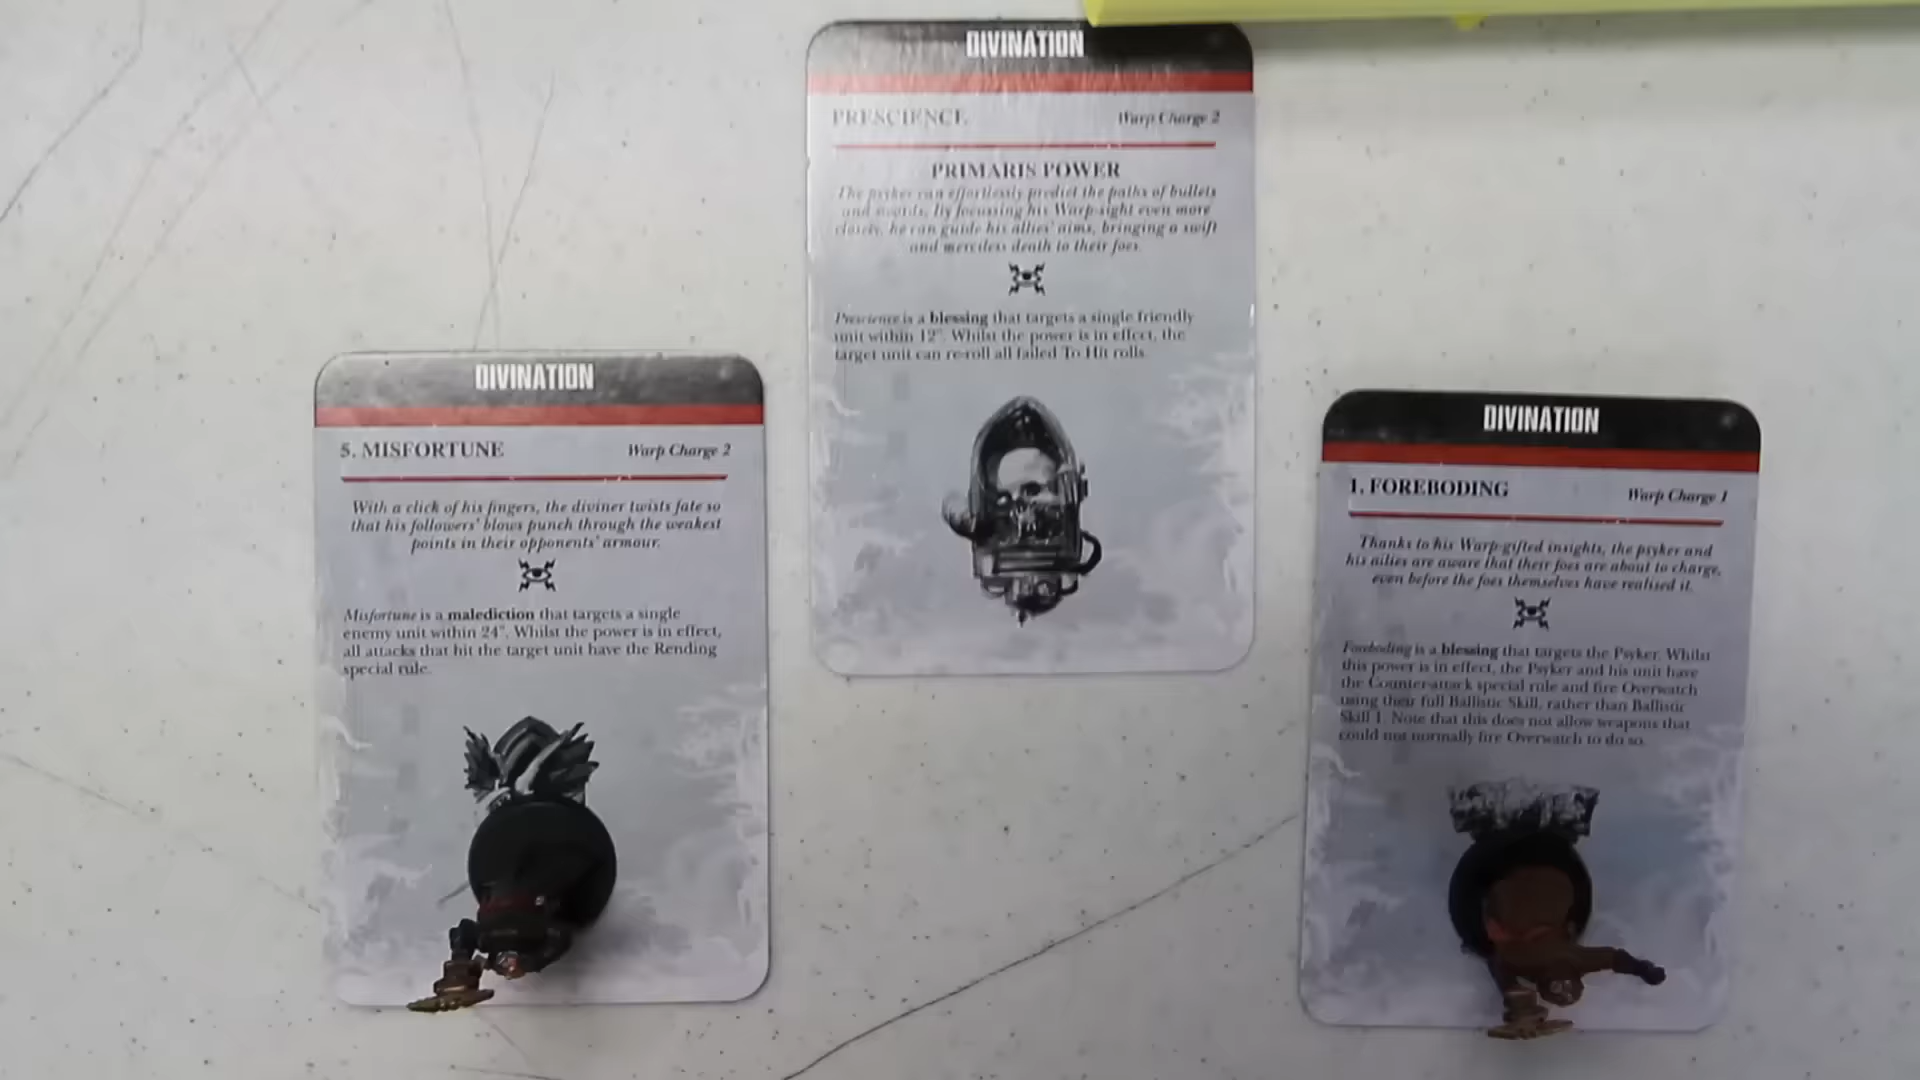 DIVINATION
PRESCIENCE Warp Charge 2
PRIMARIS POWER
The psyker can effortlessly predict the paths of bullets
and swords. By focussing his Warp-sight even more
closely, he can guide his allies' aims, bringing a swift
and merciless death to their foes.
Prescience is a blessing that targets a single friendly
unit within 12". Whilst the power is in effect, the
target unit can re-roll all failed To Hit rolls.
DIVINATION
5. MISFORTUNE Warp Charge 2
With a click of his fingers, the diviner twists fate so
that his followers' blows punch through the weakest
points in their opponents' armour.
Misfortune is a malediction that targets a single
enemy unit within 24". Whilst the power is in effect,
all attacks that hit the target unit have the Rending
special rule.
DIVINATION
1. FOREBODING Warp Charge 1
Thanks to his Warp-gifted insights, the psyker and
his allies are aware that their foes are about to charge,
even before the foes themselves have realised it.
Foreboding is a blessing that targets the Psyker. Whilst
this power is in effect, the Psyker and his unit have
the Counter-attack special rule and fire Overwatch
using their full Ballistic Skill, rather than Ballistic
Skill 1. Note that this does not allow weapons that
could not normally fire Overwatch to do so.